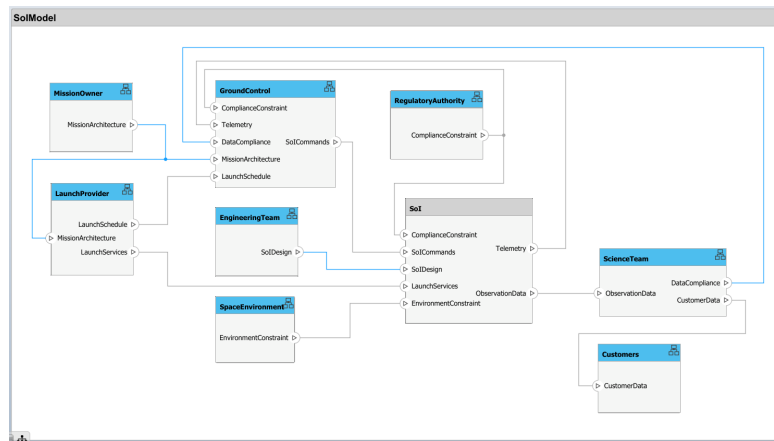 SoIModel
MissionOwner
MissionArchitecture
GroundControl
ComplianceConstraint
Telemetry
DataCompliance
SoICommands
MissionArchitecture
LaunchSchedule
RegulatoryAuthority
ComplianceConstraint
LaunchProvider
LaunchSchedule
MissionArchitecture
LaunchServices
EngineeringTeam
SoIDesign
SoI
ComplianceConstraint
Telemetry
SoICommands
SoIDesign
LaunchServices
ObservationData
EnvironmentConstraint
ScienceTeam
DataCompliance
ObservationData
CustomerData
SpaceEnvironment
EnvironmentConstraint
Customers
CustomerData